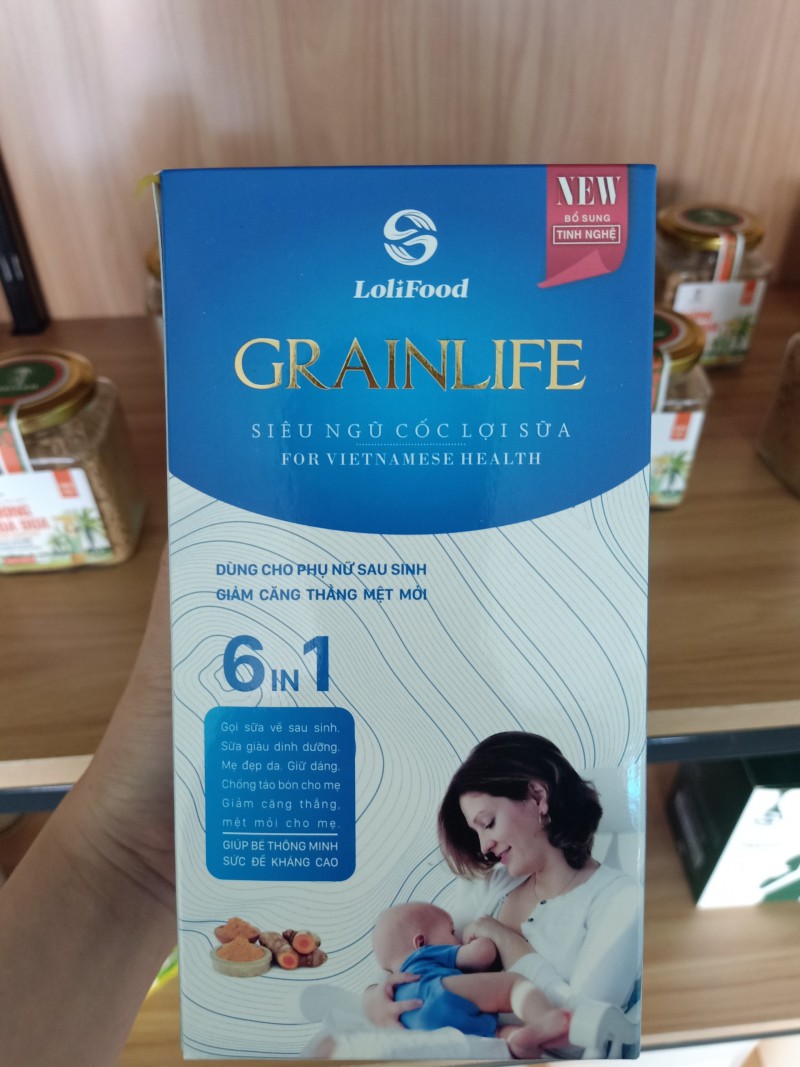 NEW
BỔ SUNG
TINH NGHỆ
LoliFood
GRAINLIFE
SIÊU NGŨ CỐC LỢI SỮA
FOR VIETNAMESE HEALTH
DÙNG CHO PHỤ NỮ SAU SINH
GIẢM CĂNG THẲNG MỆT MỎI
6 IN 1
Gọi sữa về sau sinh.
Sữa giàu dinh dưỡng.
Mẹ đẹp da. Giữ dáng.
Chống táo bón cho mẹ
Giảm căng thẳng,
mệt mỏi cho mẹ.
GIÚP BÉ THÔNG MINH
SỨC ĐỀ KHÁNG CAO